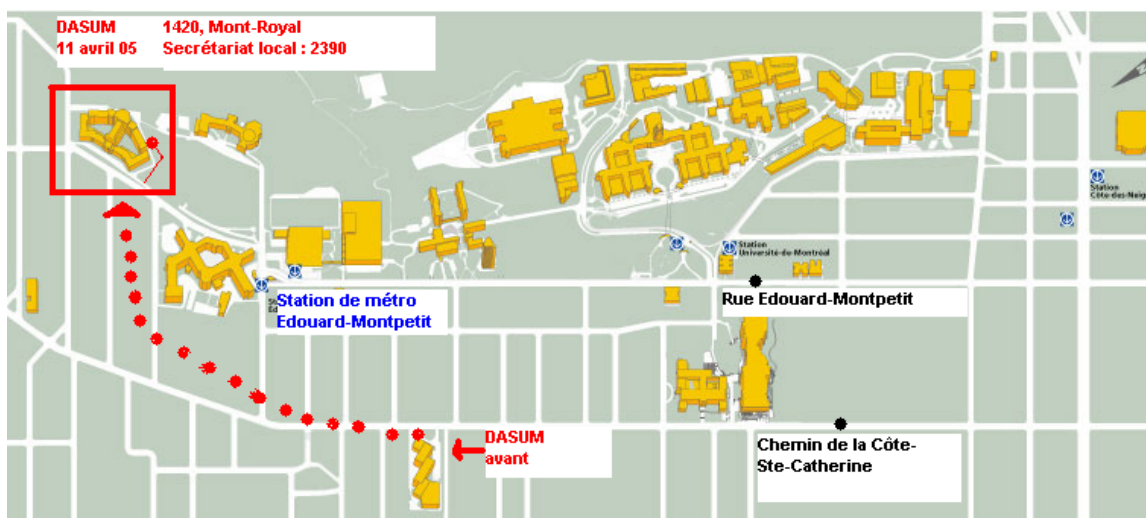 DASUM 1420, Mont-Royal
11 avril 05 Secrétariat local : 2390
Station
Côte-des-Neig
Station
Université-de-Montréal
Station de métro
Edouard-Montpetit
Rue Edouard-Montpetit
DASUM
avant
Chemin de la Côte-
Ste-Catherine